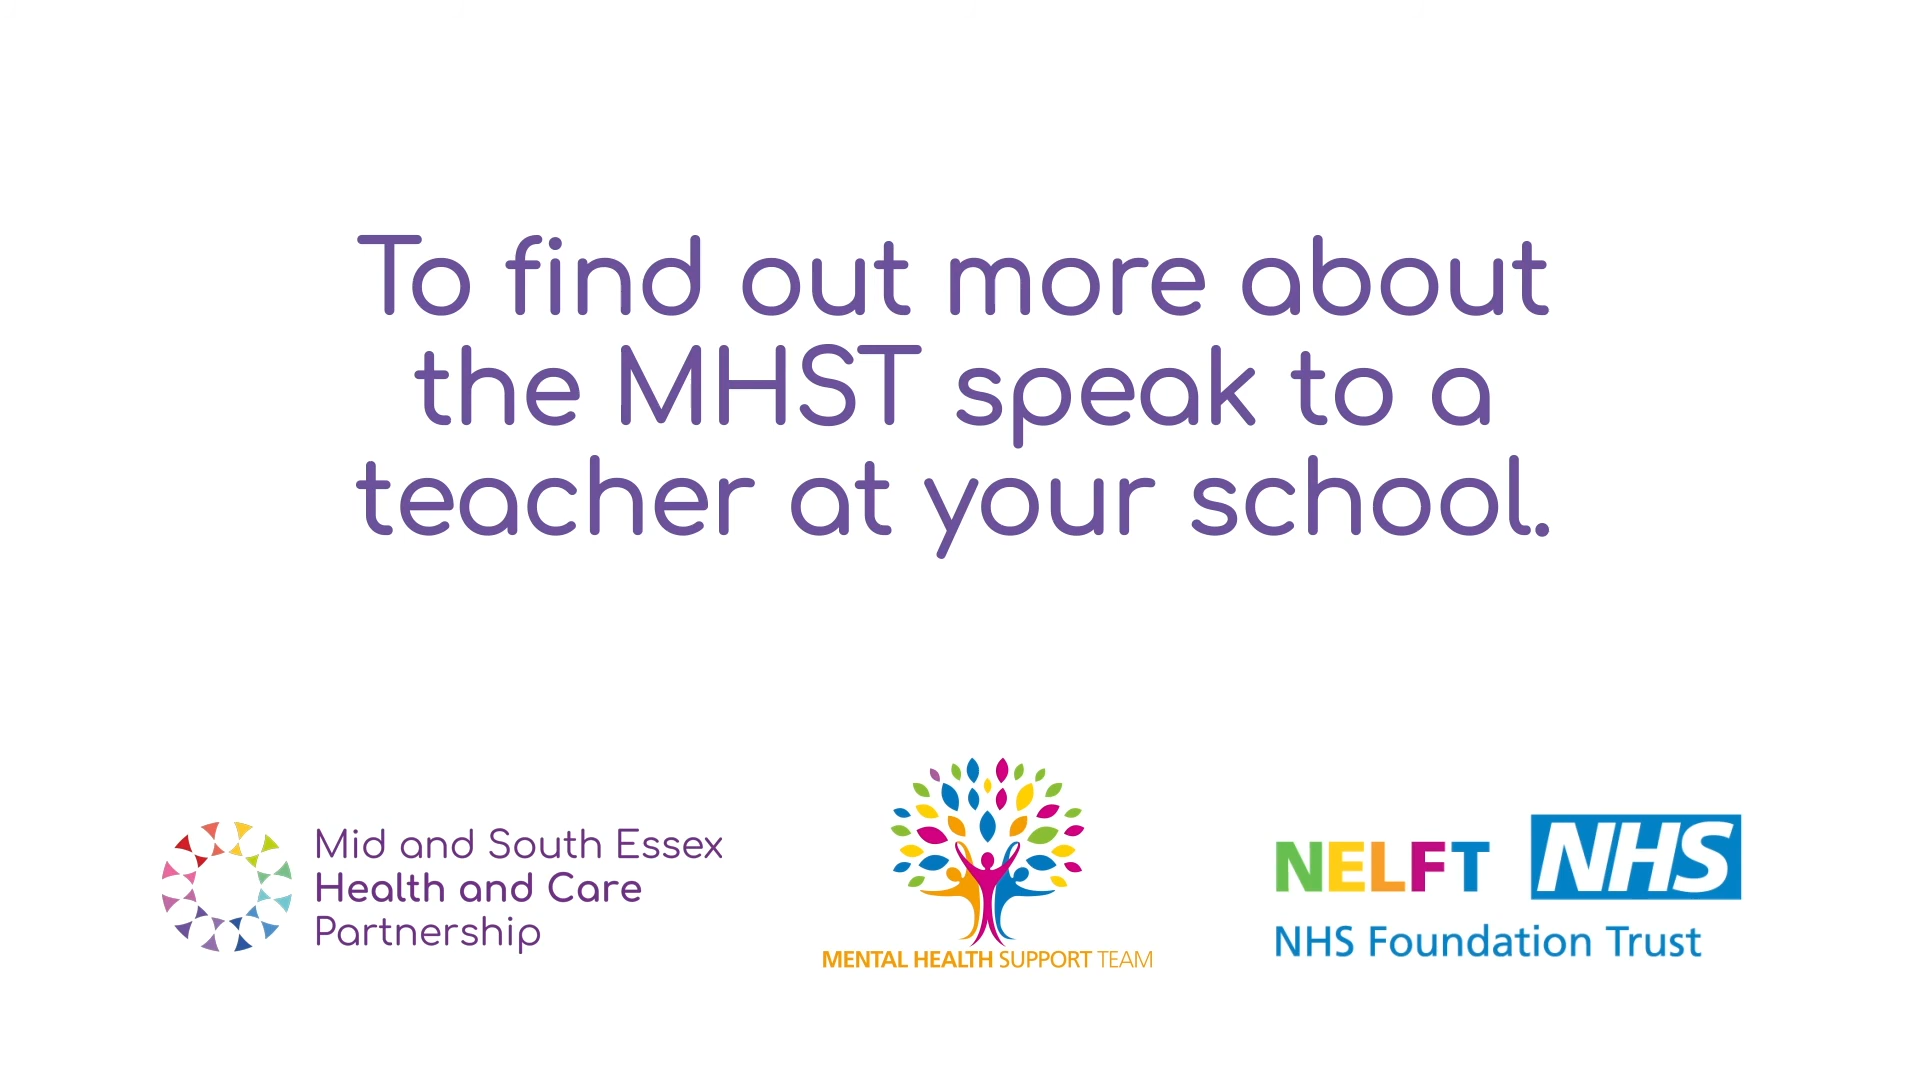 To find out more about
the MHST speak to a
teacher at your school.
Mid and South Essex
Health and Care
Partnership
MENTAL HEALTH SUPPORT TEAM
NELFT NHS
NHS Foundation Trust